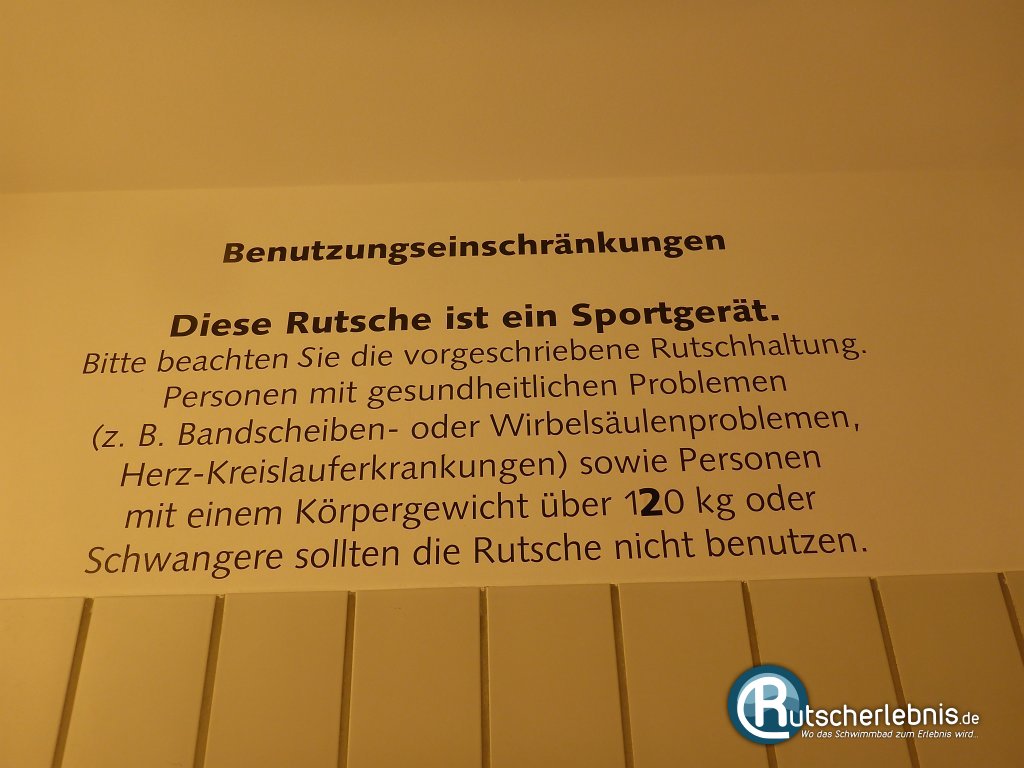 Benutzungseinschränkungen
Diese Rutsche ist ein Sportgerät.
Bitte beachten Sie die vorgeschriebene Rutschhaltung.
Personen mit gesundheitlichen Problemen
(z. B. Bandscheiben- oder Wirbelsäulenproblemen,
Herz-Kreislauferkrankungen) sowie Personen
mit einem Körpergewicht über 120 kg oder
Schwangere sollten die Rutsche nicht benutzen.
Rutscherlebnis.de
Wo das Schwimmbad zum Erlebnis wird...